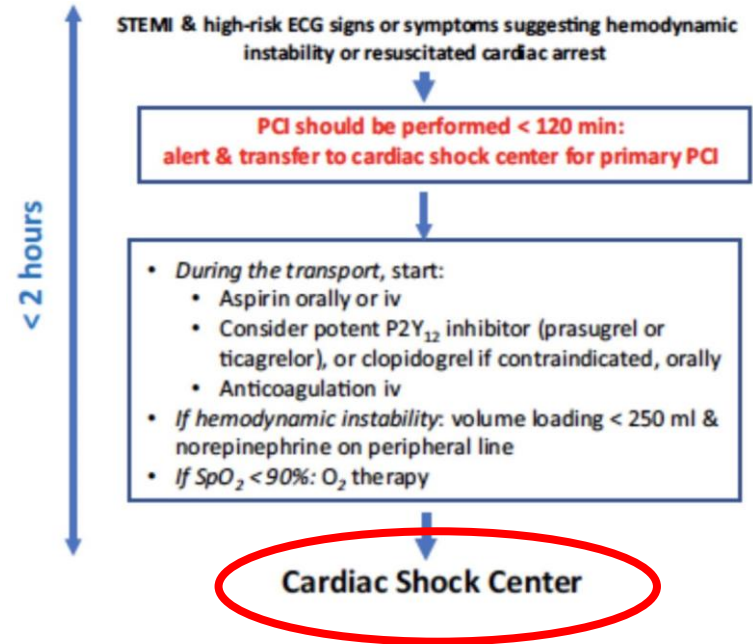 STEMI & high-risk ECG signs or symptoms suggesting hemodynamic
instability or resuscitated cardiac arrest
PCI should be performed < 120 min:
alert & transfer to cardiac shock center for primary PCI
< 2 hours
• During the transport, start:
• Aspirin orally or iv
• Consider potent P2Y₁₂ inhibitor (prasugrel or
ticagrelor), or clopidogrel if contraindicated, orally
• Anticoagulation iv
• If hemodynamic instability: volume loading < 250 ml &
norepinephrine on peripheral line
• If SpO₂ < 90%: O₂ therapy
Cardiac Shock Center